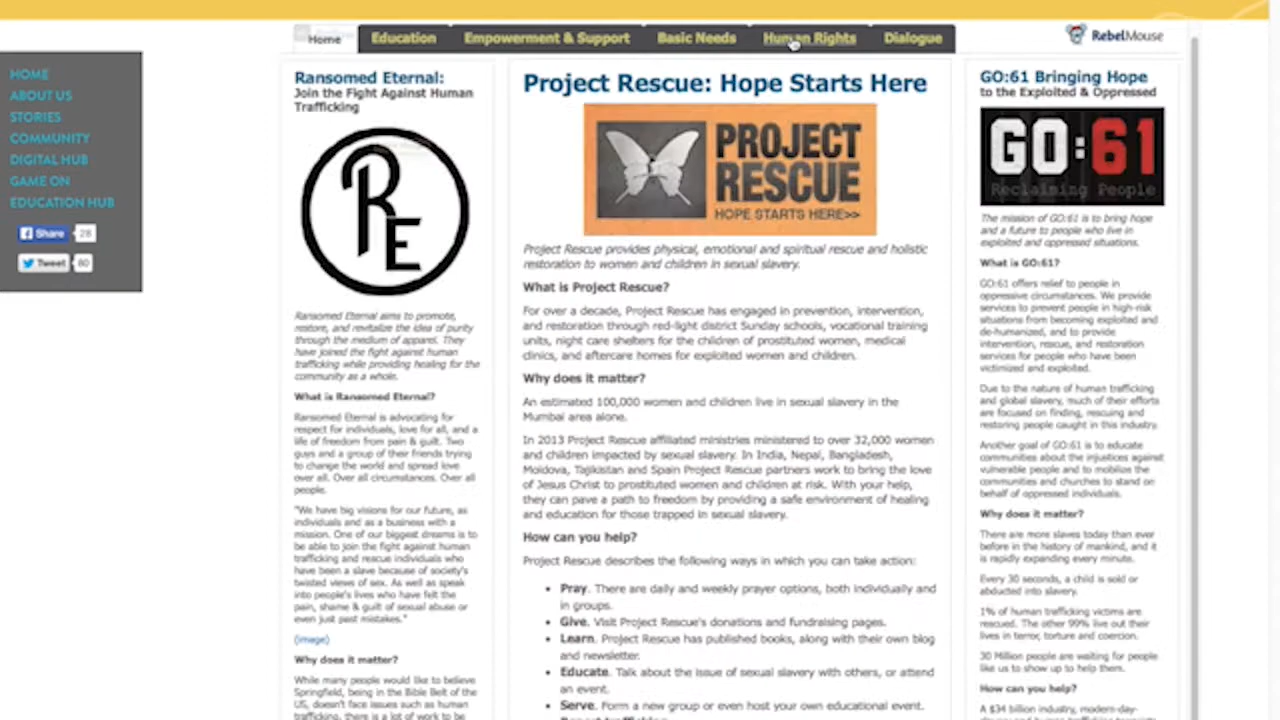 Home
Education
Empowerment & Support
Basic Needs
Human Rights
Dialogue
RebelMouse
HOME
ABOUT US
STORIES
COMMUNITY
DIGITAL HUB
GAME ON
EDUCATION HUB
Share 28
Tweet 80
Ransomed Eternal:
Join the Fight Against Human
Trafficking
RE
Ransomed Eternal aims to promote,
restore, and revitalize the idea of purity
through the medium of apparel. They
have joined the fight against human
trafficking while providing healing for the
community as a whole.
What is Ransomed Eternal?
Ransomed Eternal is advocating for
respect for individuals, love for all, and a
life of freedom from pain & guilt. Two
guys and a group of their friends trying
to change the world and spread love
over all. Over all circumstances. Over all
people.
"We have big visions for our future, as
individuals and as a business with a
mission. One of our biggest dreams is to
be able to join the fight against human
trafficking and rescue individuals who
have been a slave because of society's
twisted views of sex. As well as speak
into people's lives who have felt the
pain, shame & guilt of sexual abuse or
even just past mistakes."
(image)
Why does it matter?
While many people would like to believe
Springfield, being in the Bible Belt of the
US, doesn't face issues such as human
trafficking, there is a lot of work to be
Project Rescue: Hope Starts Here
PROJECT
RESCUE
HOPE STARTS HERE>>
Project Rescue provides physical, emotional and spiritual rescue and holistic
restoration to women and children in sexual slavery.
What is Project Rescue?
For over a decade, Project Rescue has engaged in prevention, intervention,
and restoration through red-light district Sunday schools, vocational training
units, night care shelters for the children of prostituted women, medical
clinics, and aftercare homes for exploited women and children.
Why does it matter?
An estimated 100,000 women and children live in sexual slavery in the
Mumbai area alone.
In 2013 Project Rescue affiliated ministries ministered to over 32,000 women
and children impacted by sexual slavery. In India, Nepal, Bangladesh,
Moldova, Tajikistan and Spain Project Rescue partners work to bring the love
of Jesus Christ to prostituted women and children at risk. With your help,
they can pave a path to freedom by providing a safe environment of healing
and education for those trapped in sexual slavery.
How can you help?
Project Rescue describes the following ways in which you can take action:
• Pray. There are daily and weekly prayer options, both individually and
in groups.
• Give. Visit Project Rescue's donations and fundraising pages.
• Learn. Project Rescue has published books, along with their own blog
and newsletter.
• Educate. Talk about the issue of sexual slavery with others, or attend
an event.
• Serve. Form a new group or even host your own educational event.
GO:61 Bringing Hope
to the Exploited & Oppressed
GO:61
Reclaiming People
The mission of GO:61 is to bring hope
and a future to people who live in
exploited and oppressed situations.
What is GO:61?
GO:61 offers relief to people in
oppressive circumstances. We provide
services to prevent people in high-risk
situations from becoming exploited and
de-humanized, and to provide
intervention, rescue, and restoration
services for people who have been
victimized and exploited.
Due to the nature of human trafficking
and global slavery, much of their efforts
are focused on finding, rescuing and
restoring people caught in this industry.
Another goal of GO:61 is to educate
communities about the injustices against
vulnerable people and to mobilize the
communities and churches to stand on
behalf of oppressed individuals.
Why does it matter?
There are more slaves today than ever
before in the history of mankind, and it
is rapidly expanding every minute.
Every 30 seconds, a child is sold or
abducted into slavery.
1% of human trafficking victims are
rescued. The other 99% live out their
lives in terror, torture and coercion.
30 Million people are waiting for people
like us to show up to help them.
How can you help?
A $34 billion industry, modern-day-